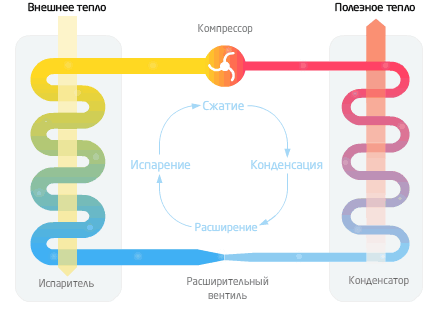 Внешнее тепло
Полезное тепло
Компрессор
Сжатие
Испарение
Конденсация
Расширение
Испаритель
Расширительный
вентиль
Конденсатор